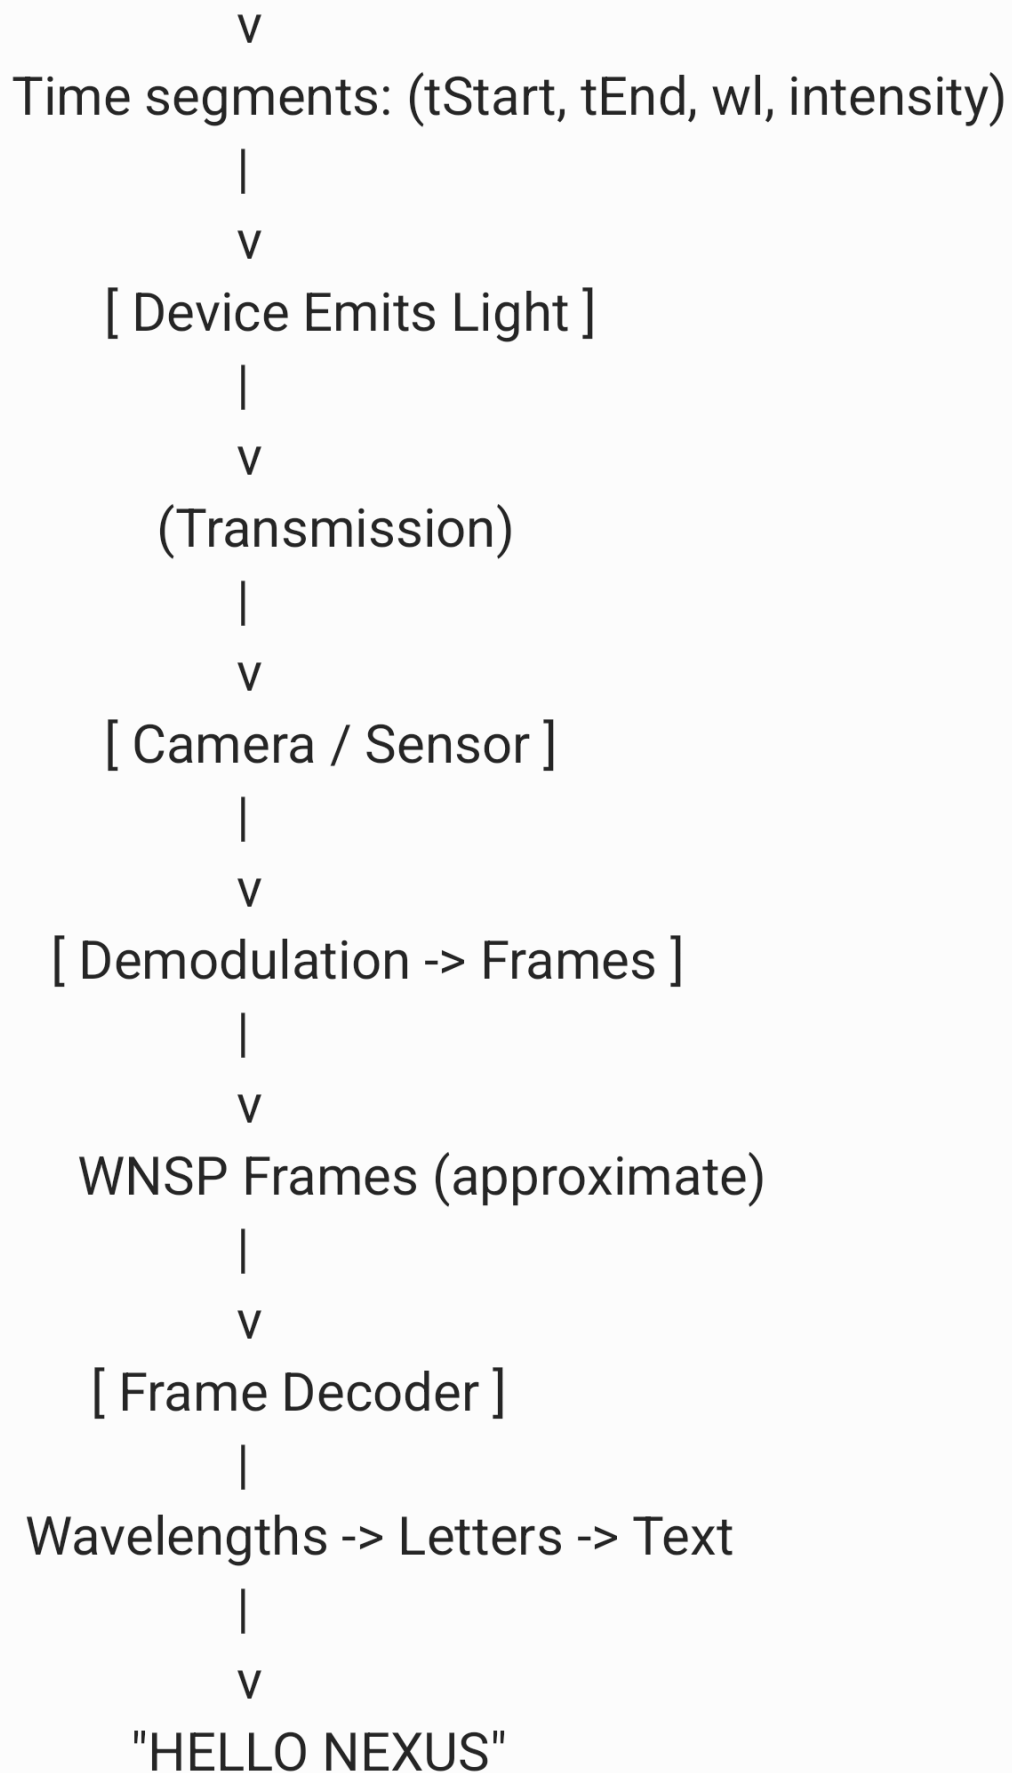 v
Time segments: (tStart, tEnd, wl, intensity)
|
v
[ Device Emits Light ]
|
v
(Transmission)
|
v
[ Camera / Sensor ]
|
v
[ Demodulation -> Frames ]
|
v
WNSP Frames (approximate)
|
v
[ Frame Decoder ]
|
Wavelengths -> Letters -> Text
|
v
"HELLO NEXUS"